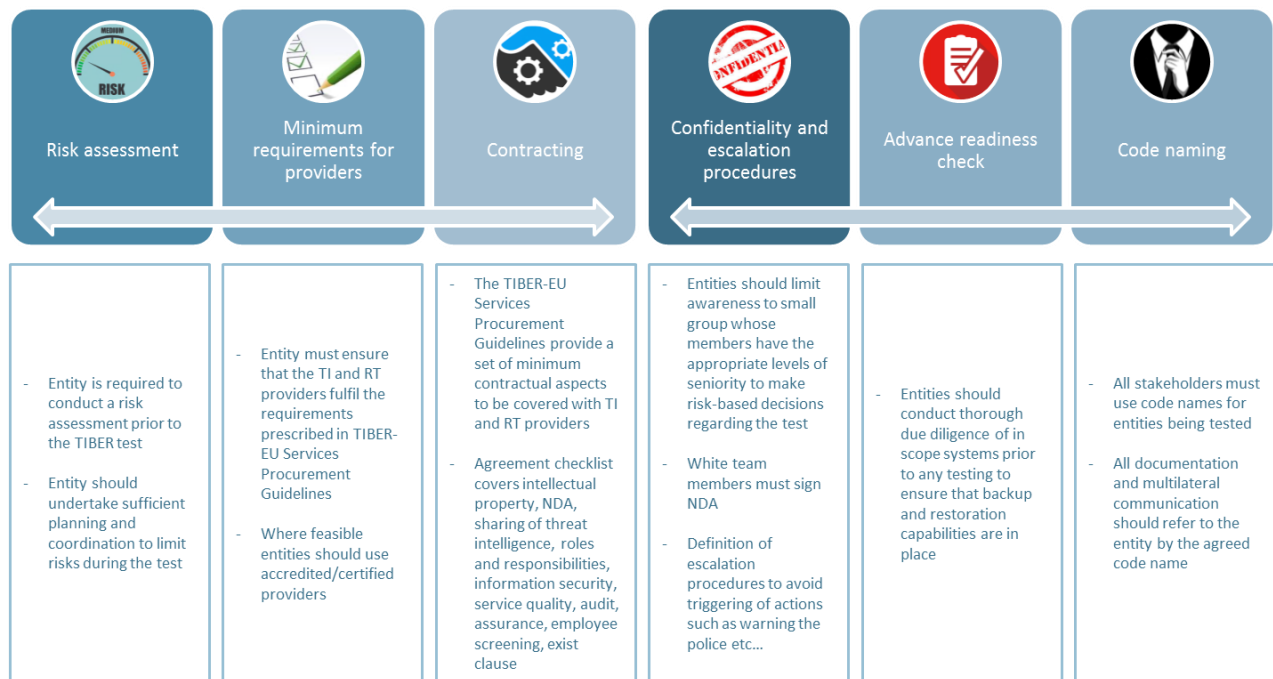 MEDIUM
RISK
Risk assessment
Minimum
requirements for
providers
Contracting
CONFIDENTIA
Confidentiality and
escalation
procedures
Advance readiness
check
Code naming
- Entity is required to
conduct a risk
assessment prior to
the TIBER test
- Entity should
undertake sufficient
planning and
coordination to limit
risks during the test
- Entity must ensure
that the TI and RT
providers fulfil the
requirements
prescribed in TIBER-
EU Services
Procurement
Guidelines
- Where feasible
entities should use
accredited/certified
providers
- The TIBER-EU
Services
Procurement
Guidelines provide a
set of minimum
contractual aspects
to be covered with TI
and RT providers
- Agreement checklist
covers intellectual
property, NDA,
sharing of threat
intelligence, roles
and responsibilities,
information security,
service quality, audit,
assurance, employee
screening, exist
clause
- Entities should limit
awareness to small
group whose
members have the
appropriate levels of
seniority to make
risk-based decisions
regarding the test
- White team
members must sign
NDA
- Definition of
escalation
procedures to avoid
triggering of actions
such as warning the
police etc…
- Entities should
conduct thorough
due diligence of in
scope systems prior
to any testing to
ensure that backup
and restoration
capabilities are in
place
- All stakeholders must
use code names for
entities being tested
- All documentation
and multilateral
communication
should refer to the
entity by the agreed
code name